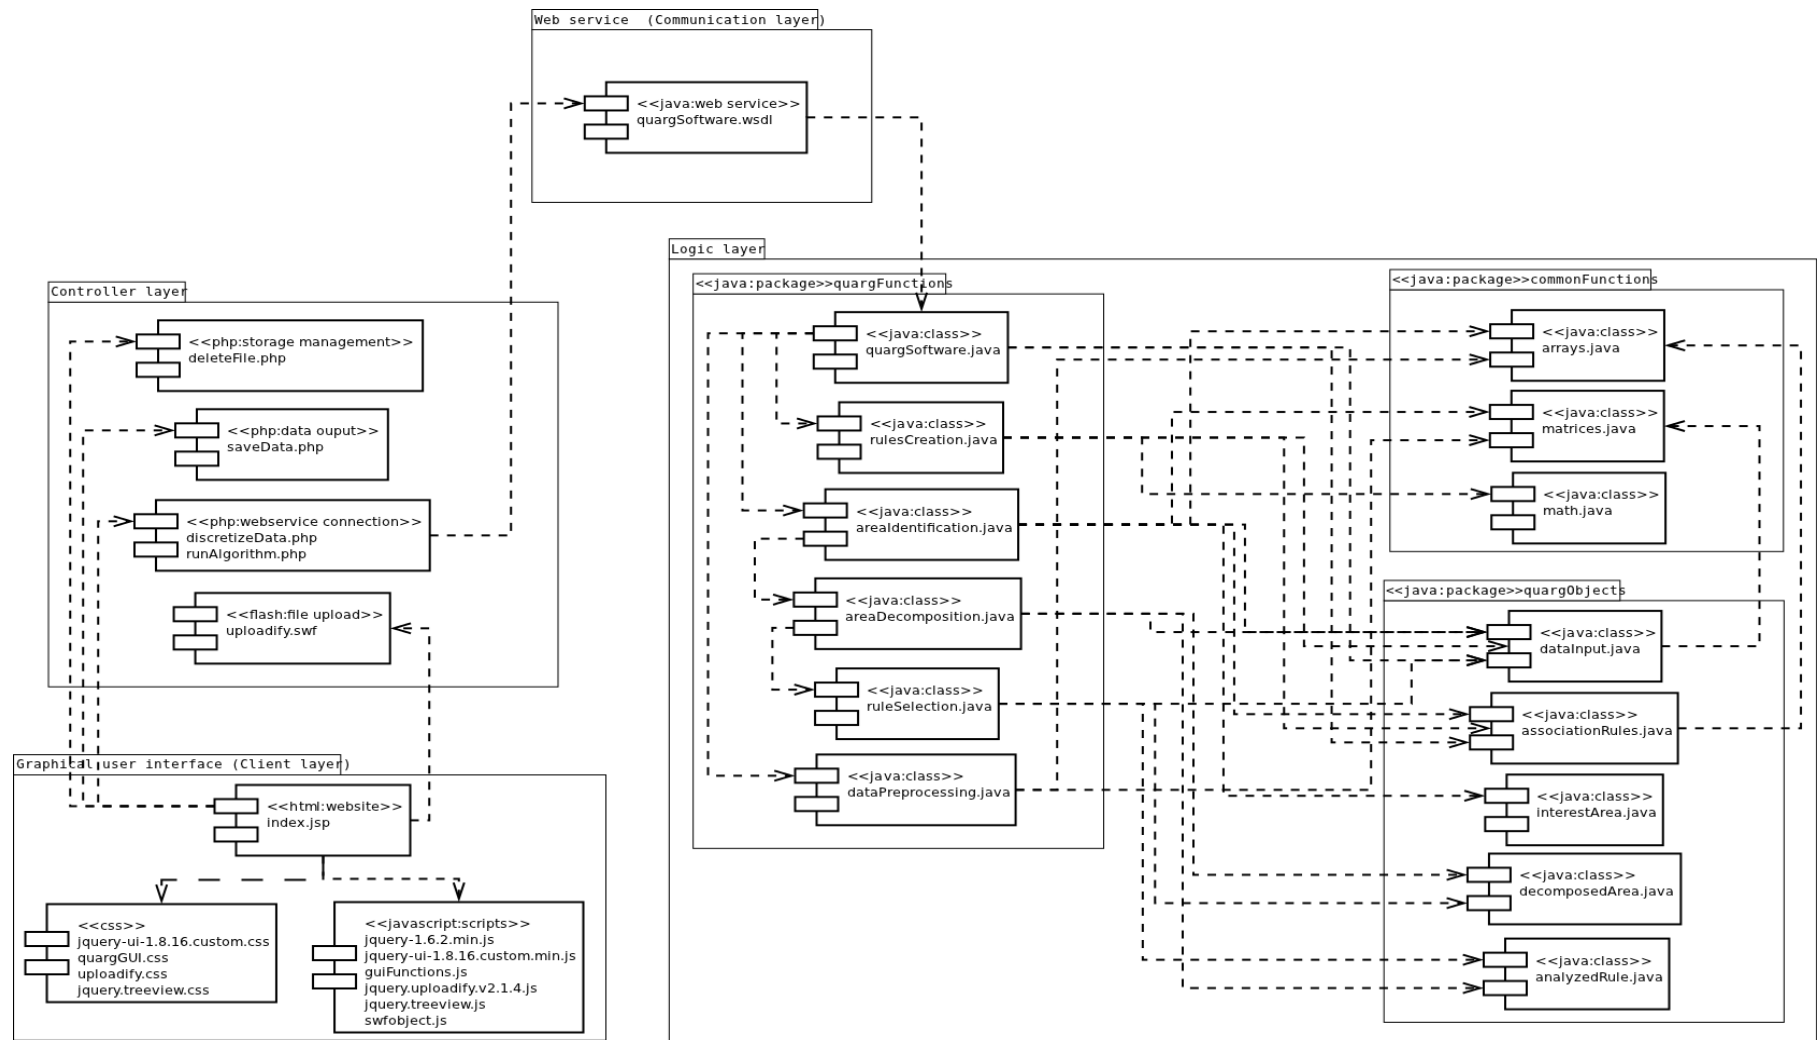 Web service  (Communication layer)
<<java:web service>>
quargSoftware.wsdl
Controller layer
<<php:storage management>>
deleteFile.php
<<php:data ouput>>
saveData.php
<<php:webservice connection>>
discretizeData.php
runAlgorithm.php
<<flash:file upload>>
uploadify.swf
Graphical user interface (Client layer)
<<html:website>>
index.jsp
<<css>>
jquery-ui-1.8.16.custom.css
quargGUI.css
uploadify.css
jquery.treeview.css
<<javascript:scripts>>
jquery-1.6.2.min.js
jquery-ui-1.8.16.custom.min.js
guiFunctions.js
jquery.uploadify.v2.1.4.js
jquery.treeview.js
swfobject.js
Logic layer
<<java:package>>quargFunctions
<<java:class>>
quargSoftware.java
<<java:class>>
rulesCreation.java
<<java:class>>
areaIdentification.java
<<java:class>>
areaDecomposition.java
<<java:class>>
ruleSelection.java
<<java:class>>
dataPreprocessing.java
<<java:package>>commonFunctions
<<java:class>>
arrays.java
<<java:class>>
matrices.java
<<java:class>>
math.java
<<java:package>>quargObjects
<<java:class>>
dataInput.java
<<java:class>>
associationRules.java
<<java:class>>
interestArea.java
<<java:class>>
decomposedArea.java
<<java:class>>
analyzedRule.java